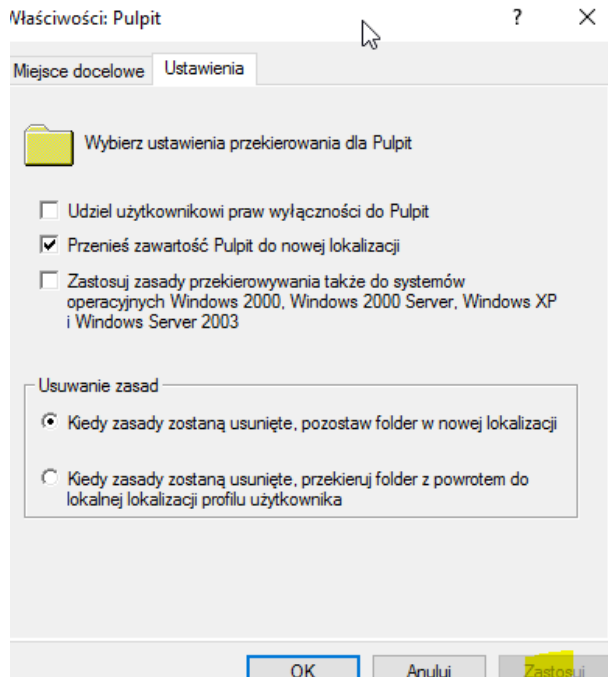 Właściwości: Pulpit ?
Miejsce docelowe Ustawienia
Wybierz ustawienia przekierowania dla Pulpit
Udziel użytkownikowi praw wyłączności do Pulpit
Przenieś zawartość Pulpit do nowej lokalizacji
Zastosuj zasady przekierowywania także do systemów
operacyjnych Windows 2000, Windows 2000 Server, Windows XP
i Windows Server 2003
Usuwanie zasad
Kiedy zasady zostaną usunięte, pozostaw folder w nowej lokalizacji
Kiedy zasady zostaną usunięte, przekieruj folder z powrotem do
lokalnej lokalizacji profilu użytkownika
OK Anuluj Zastosuj